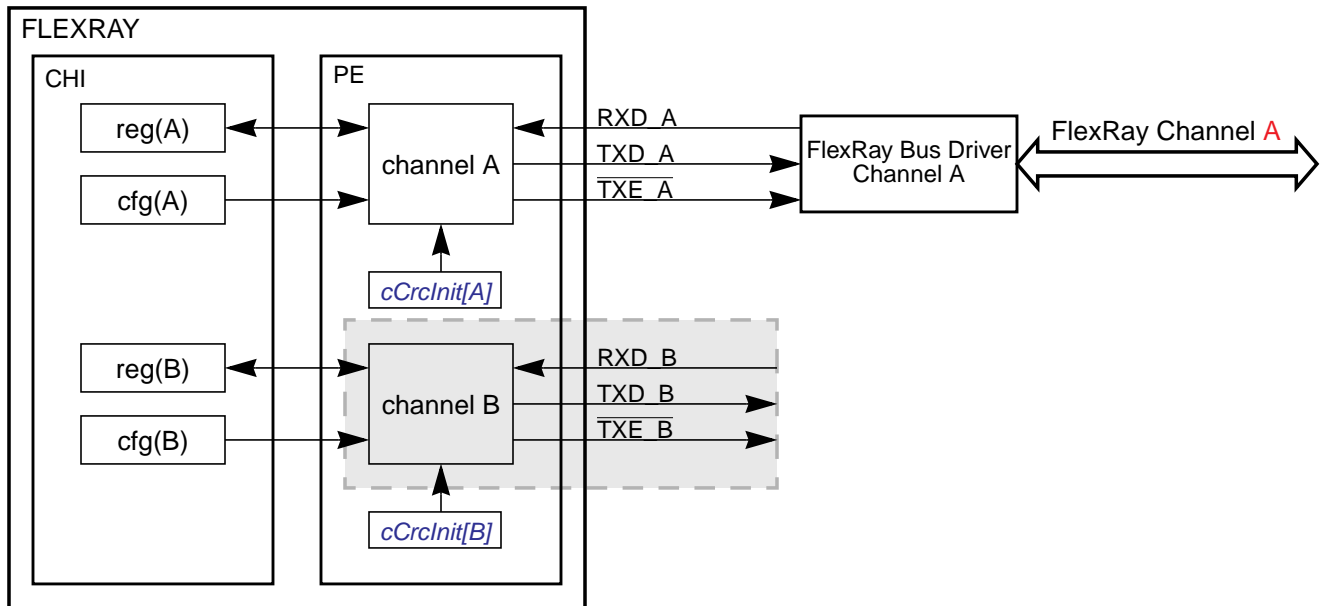 FLEXRAY
CHI
PE
reg(A)
cfg(A)
channel A
cCrcInit[A]
RXD_A
TXD_A
TXE_A
FlexRay Bus Driver
Channel A
FlexRay Channel A
reg(B)
cfg(B)
channel B
cCrcInit[B]
RXD_B
TXD_B
TXE_B